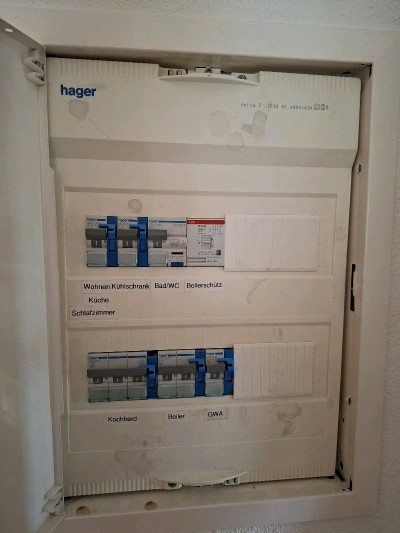 hager
Wohnen Kühlschrank Bad/WC Boilerschütz
Küche
Schlafzimmer
Kochherd Boiler GWA